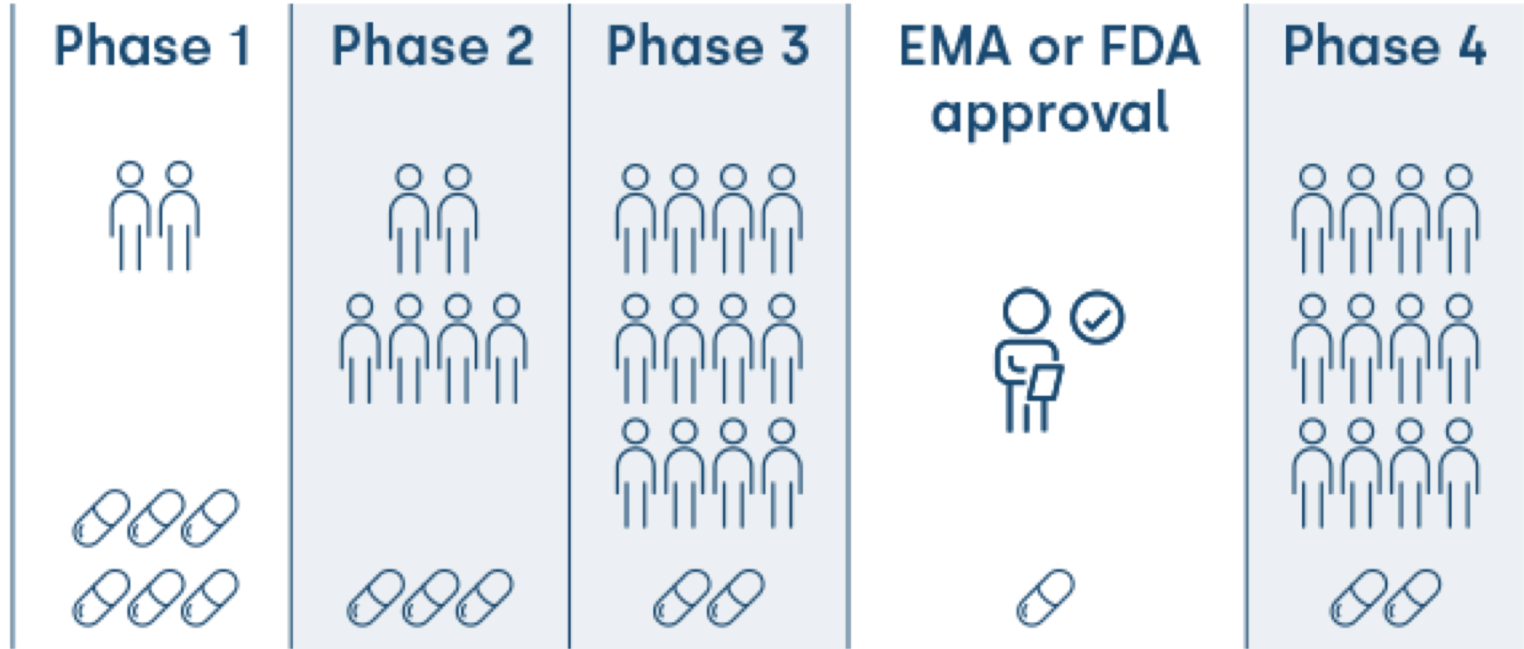 Phase 1
Phase 2
Phase 3
EMA or FDA
approval
Phase 4